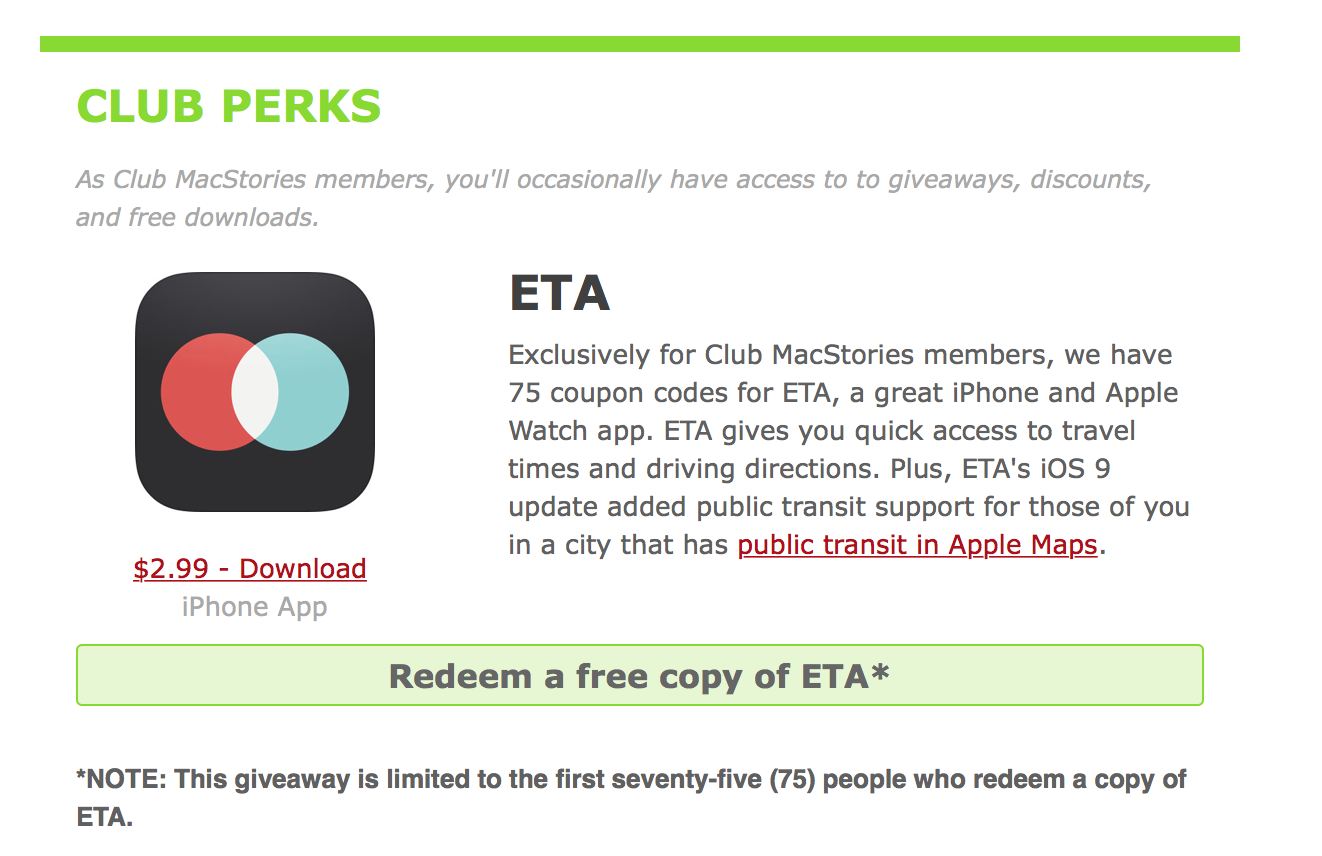 CLUB PERKS
As Club MacStories members, you'll occasionally have access to to giveaways, discounts,
and free downloads.
ETA
Exclusively for Club MacStories members, we have
75 coupon codes for ETA, a great iPhone and Apple
Watch app. ETA gives you quick access to travel
times and driving directions. Plus, ETA's iOS 9
update added public transit support for those of you
in a city that has public transit in Apple Maps.
$2.99 - Download
iPhone App
Redeem a free copy of ETA*
*NOTE: This giveaway is limited to the first seventy-five (75) people who redeem a copy of
ETA.